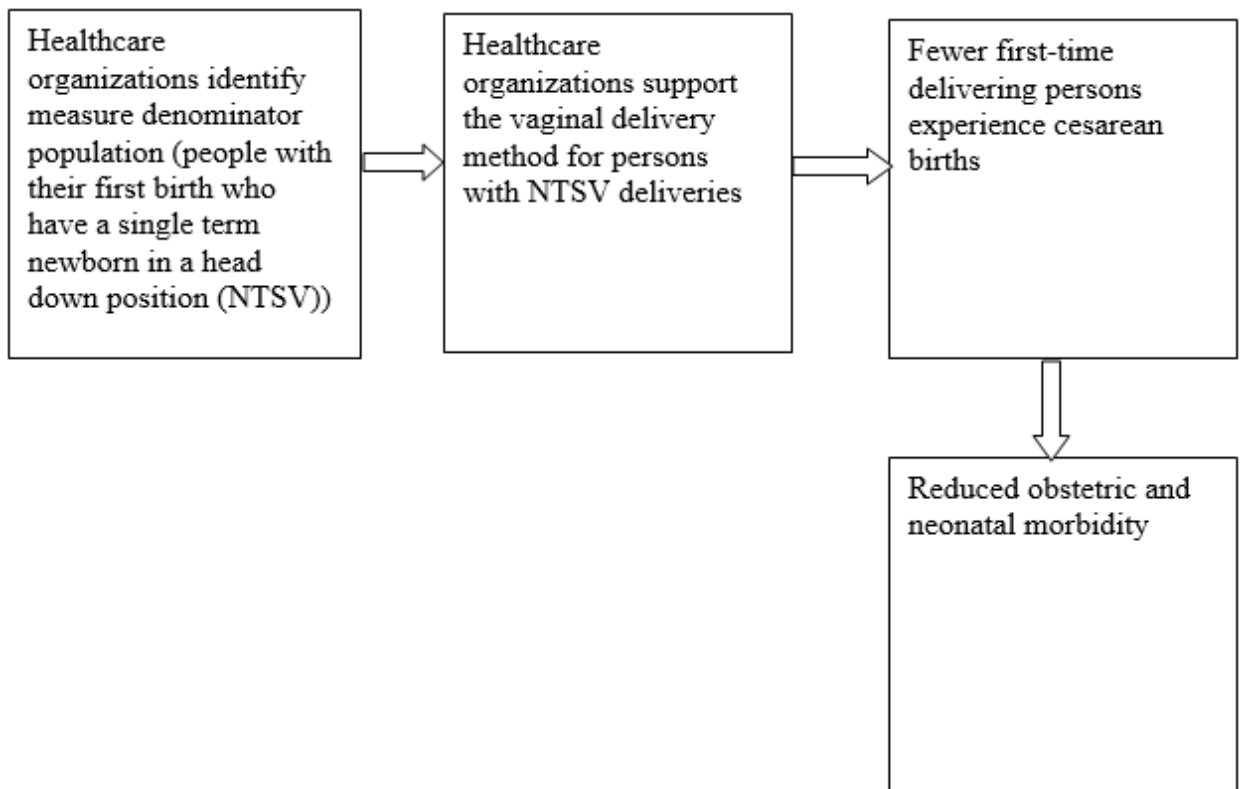 Healthcare
organizations identify
measure denominator
population (people with
their first birth who
have a single term
newborn in a head
down position (NTSV))
Healthcare
organizations support
the vaginal delivery
method for persons
with NTSV deliveries
Fewer first-time
delivering persons
experience cesarean
births
Reduced obstetric and
neonatal morbidity